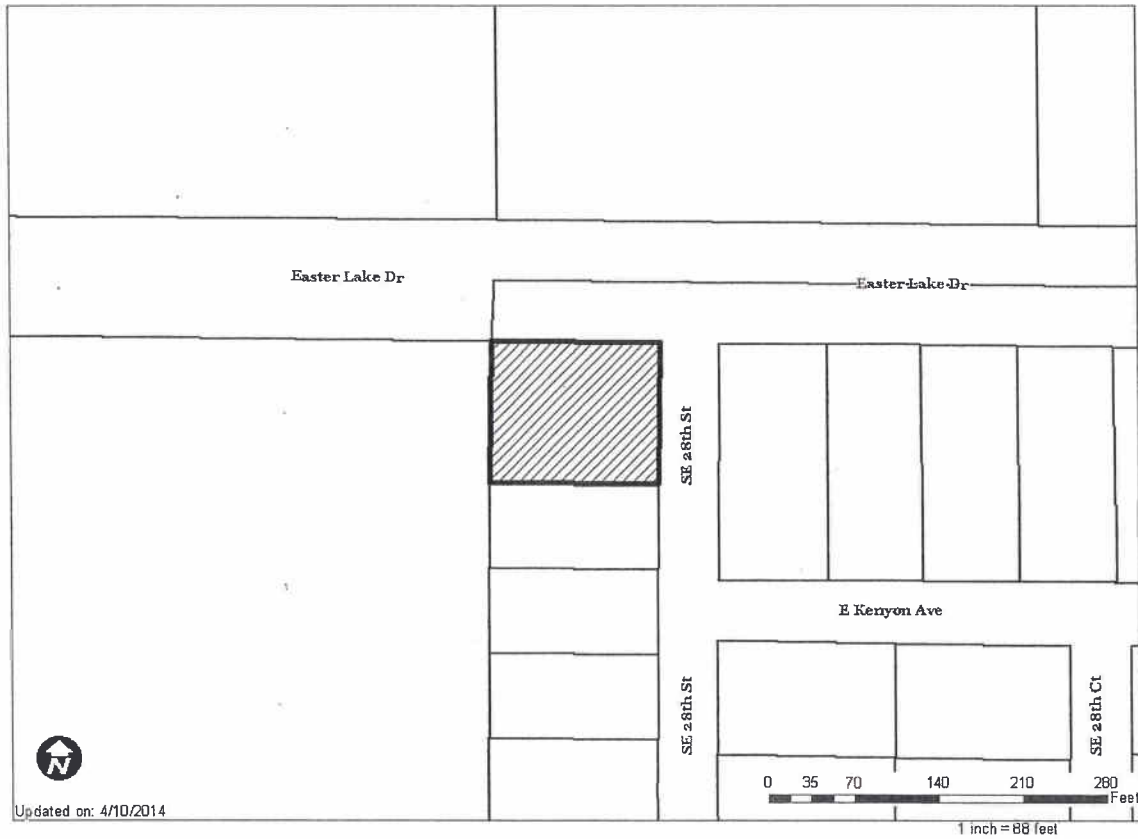 Easter Lake Dr
Easter Lake Dr
SE 28th St
E Kenyon Ave
SE 28th St
SE 28th Ct
N
0 35 70 140 210 280
Feet
Updated on: 4/10/2014
1 inch = 88 feet